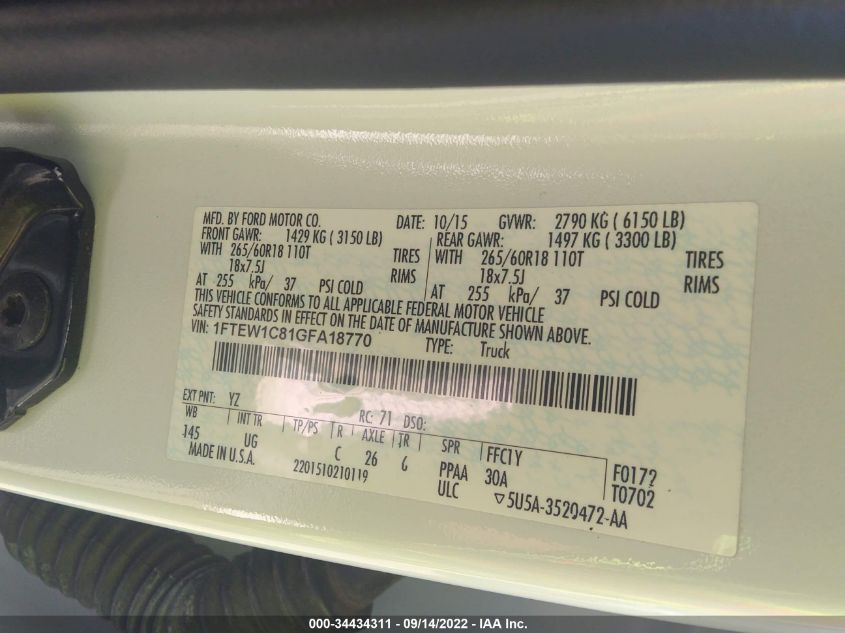 MFD. BY FORD MOTOR CO. DATE: 10/15 GVWR: 2790 KG ( 6150 LB)
FRONT GAWR: 1429 KG ( 3150 LB) REAR GAWR: 1497 KG ( 3300 LB)
WITH 265/60R18 110T TIRES WITH 265/60R18 110T TIRES
18x7.5J RIMS 18x7.5J RIMS
AT 255 kPa/ 37 PSI COLD AT 255 kPa/ 37 PSI COLD
THIS VEHICLE CONFORMS TO ALL APPLICABLE FEDERAL MOTOR VEHICLE
SAFETY STANDARDS IN EFFECT ON THE DATE OF MANUFACTURE SHOWN ABOVE.
VIN: 1FTEW1C81GFA18770 TYPE: Truck
EXT PNT: YZ RC: 71 DSO:
WB INT TR TP/PS R AXLE TR SPR FFC1Y F0172
145 UG C 26 6 PPAA 30A T0702
MADE IN U.S.A. 2201510210119 ULC 5U5A-3520472-AA
000-34434311 - 09/14/2022 - IAA Inc.